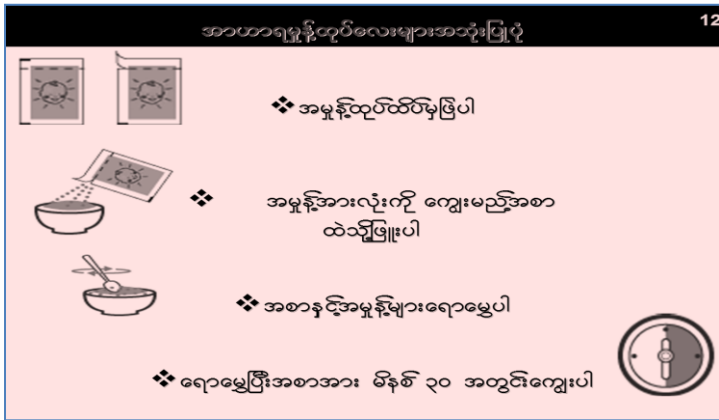 အာဟာရမှုန့်ထုပ်လေးများအသုံးပြုပုံ
12
❖ အမှုန့်ထုပ်ထိပ်မှဖြဲပါ
❖ အမှုန့်အားလုံးကို ကျွေးမည့်အစာ
ထဲသို့ဖြူးပါ
❖ အစာနှင့်အမှုန့်များရောမွှေပါ
❖ ရောမွှေပြီးအစာအား မိနစ် ၃၀ အတွင်းကျွေးပါ